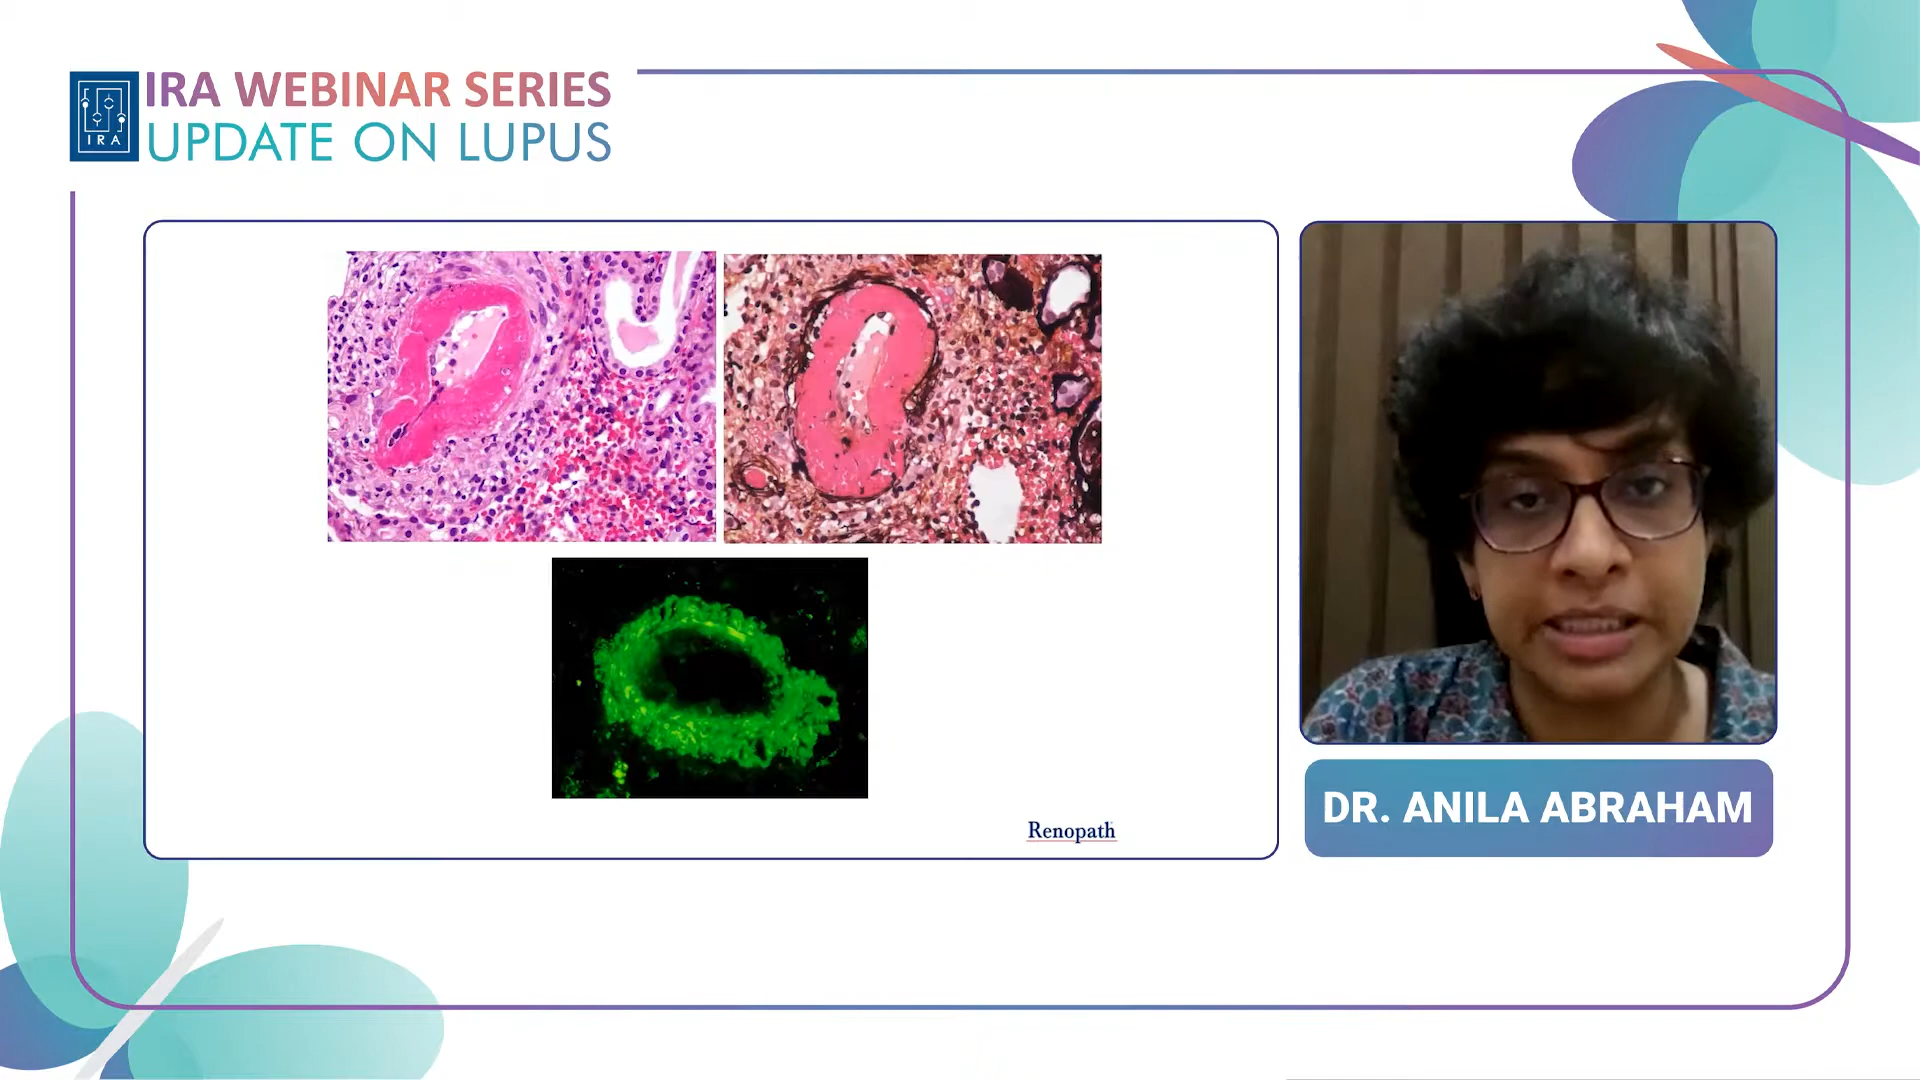 IRA WEBINAR SERIES
UPDATE ON LUPUS
IRA
Renopath
DR. ANILA ABRAHAM